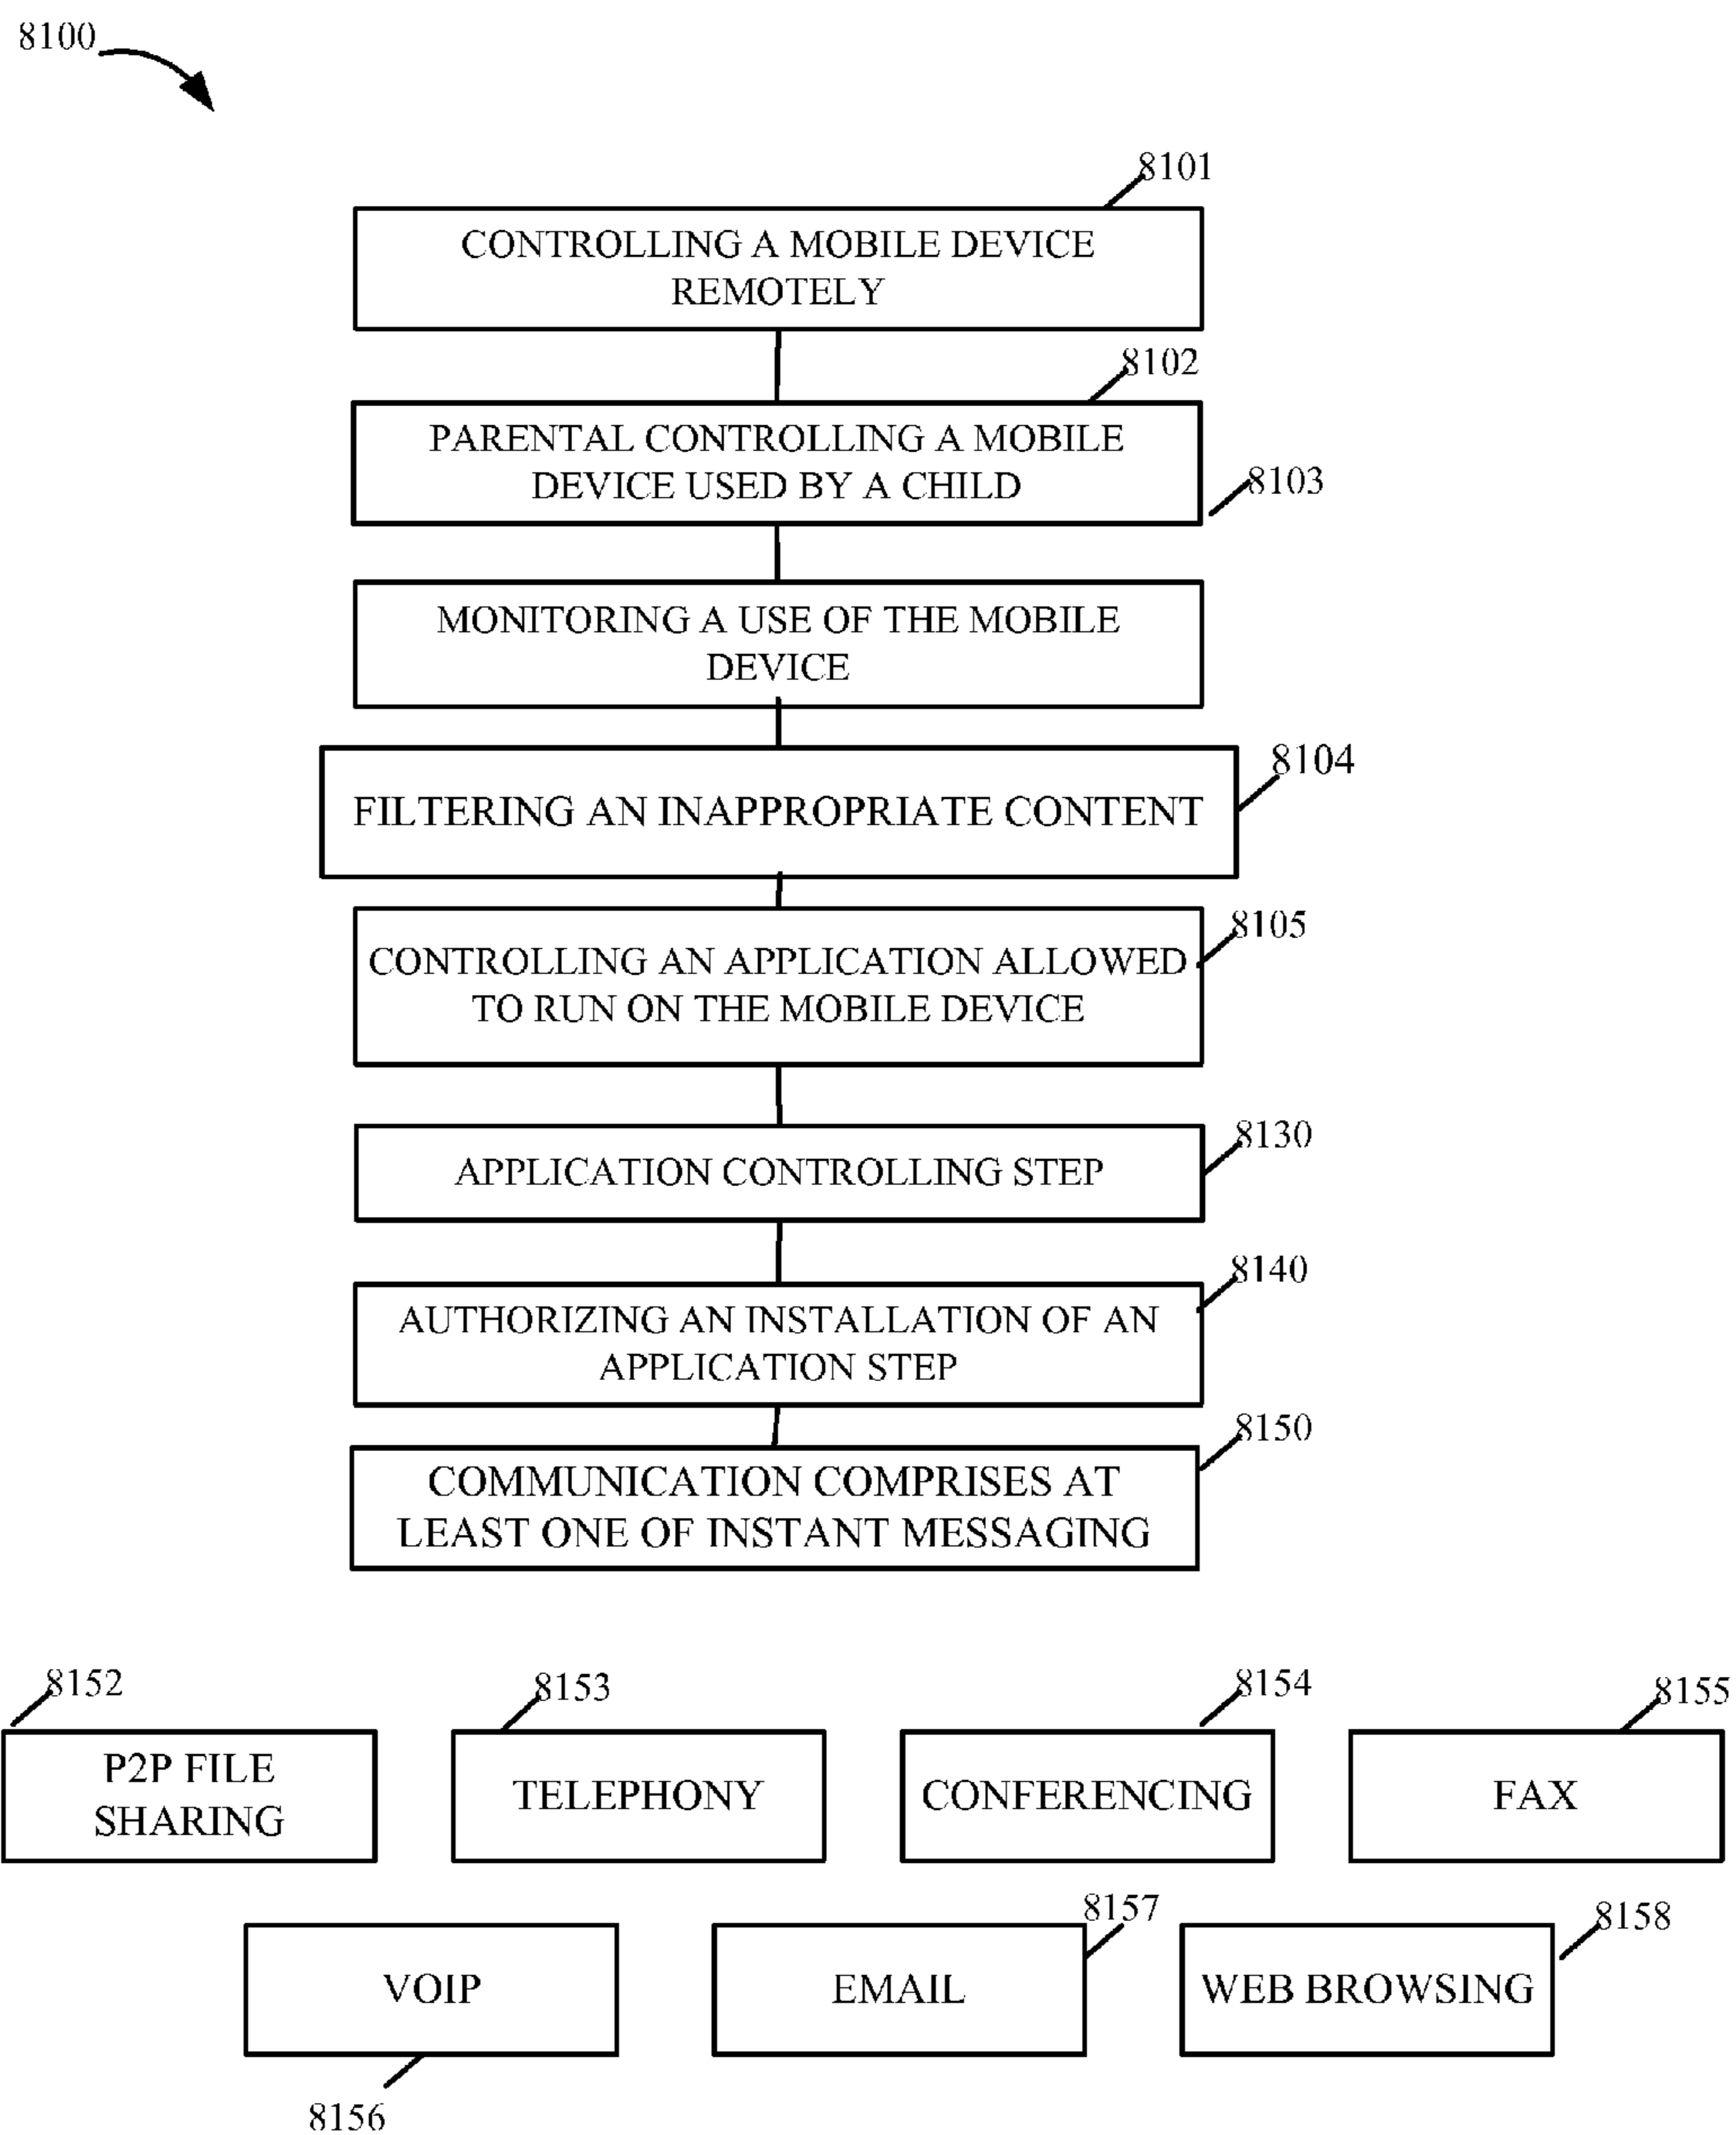 8100
8101
CONTROLLING A MOBILE DEVICE
REMOTELY
8102
PARENTAL CONTROLLING A MOBILE
DEVICE USED BY A CHILD
8103
MONITORING A USE OF THE MOBILE
DEVICE
8104
FILTERING AN INAPPROPRIATE CONTENT
8105
CONTROLLING AN APPLICATION ALLOWED
TO RUN ON THE MOBILE DEVICE
8130
APPLICATION CONTROLLING STEP
8140
AUTHORIZING AN INSTALLATION OF AN
APPLICATION STEP
8150
COMMUNICATION COMPRISES AT
LEAST ONE OF INSTANT MESSAGING
8152
P2P FILE
SHARING
8153
TELEPHONY
8154
CONFERENCING
8155
FAX
VOIP
8156
8157
EMAIL
8158
WEB BROWSING